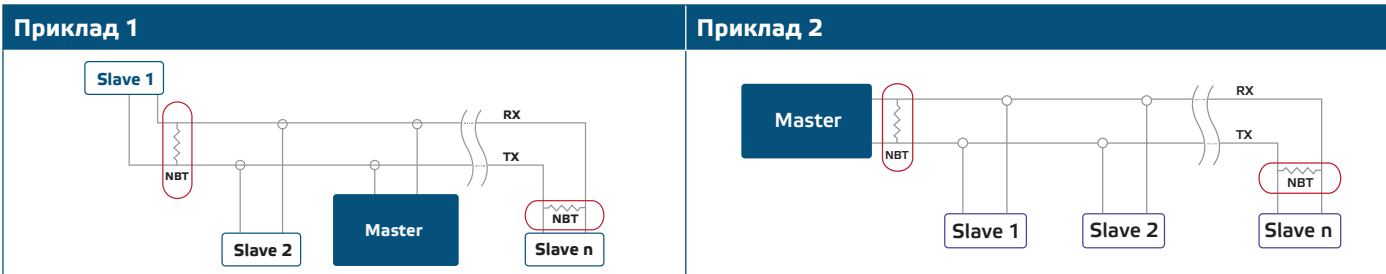 Приклад 1
Slave 1
RX
NBT
TX
NBT
Master
Slave 2
Slave n
Приклад 2
RX
Master
TX
NBT
NBT
Slave 1
Slave 2
Slave n